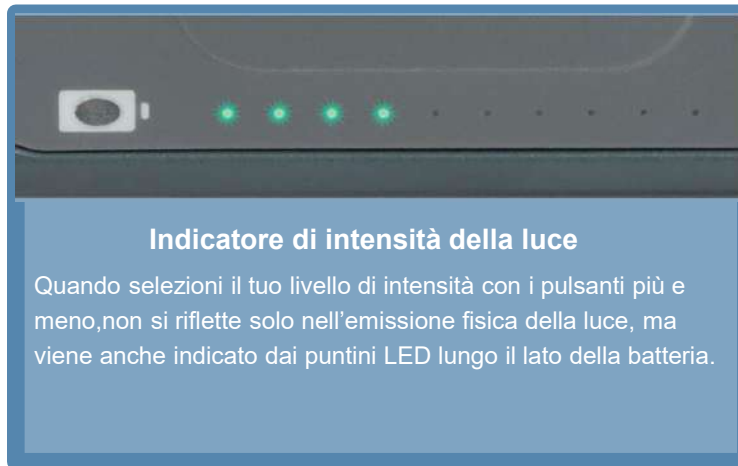 Indicatore di intensità della luce
Quando selezioni il tuo livello di intensità con i pulsanti più e
meno,non si riflette solo nell’emissione fisica della luce, ma
viene anche indicato dai puntini LED lungo il lato della batteria.